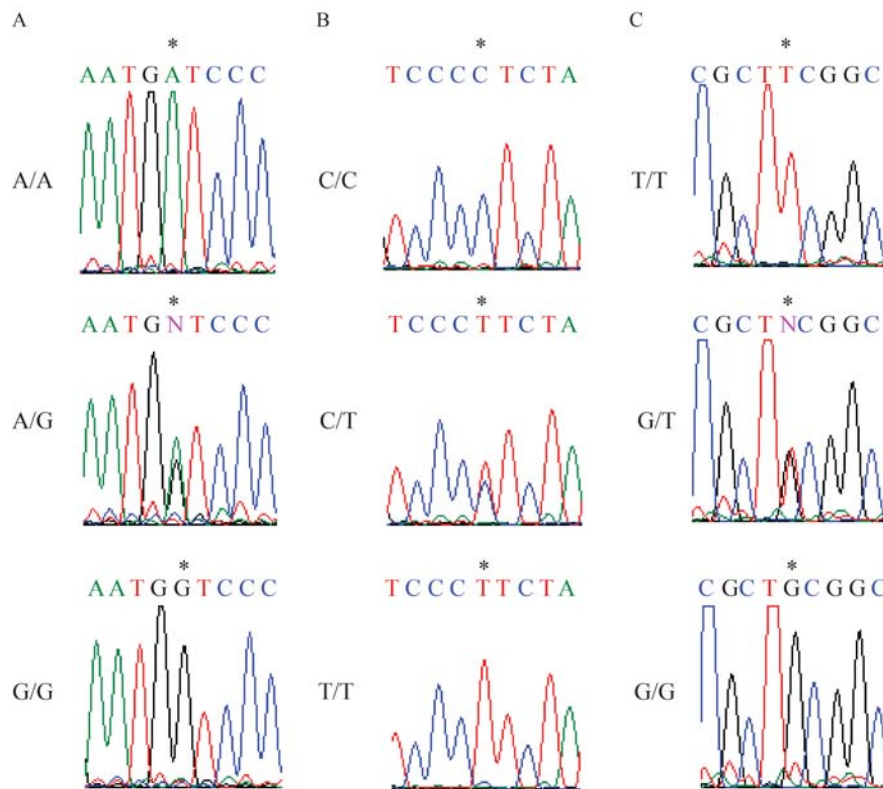 A B C
* * *
AATGATCCC TCCCCTCTA CGCTTCGGC
A/A C/C T/T
* * *
AATGNTCCC TCCCTTCTA CGCTNCGGC
A/G C/T G/T
* * *
AATGGTCCC TCCCTTCTA CGCTGCGGC
G/G T/T G/G